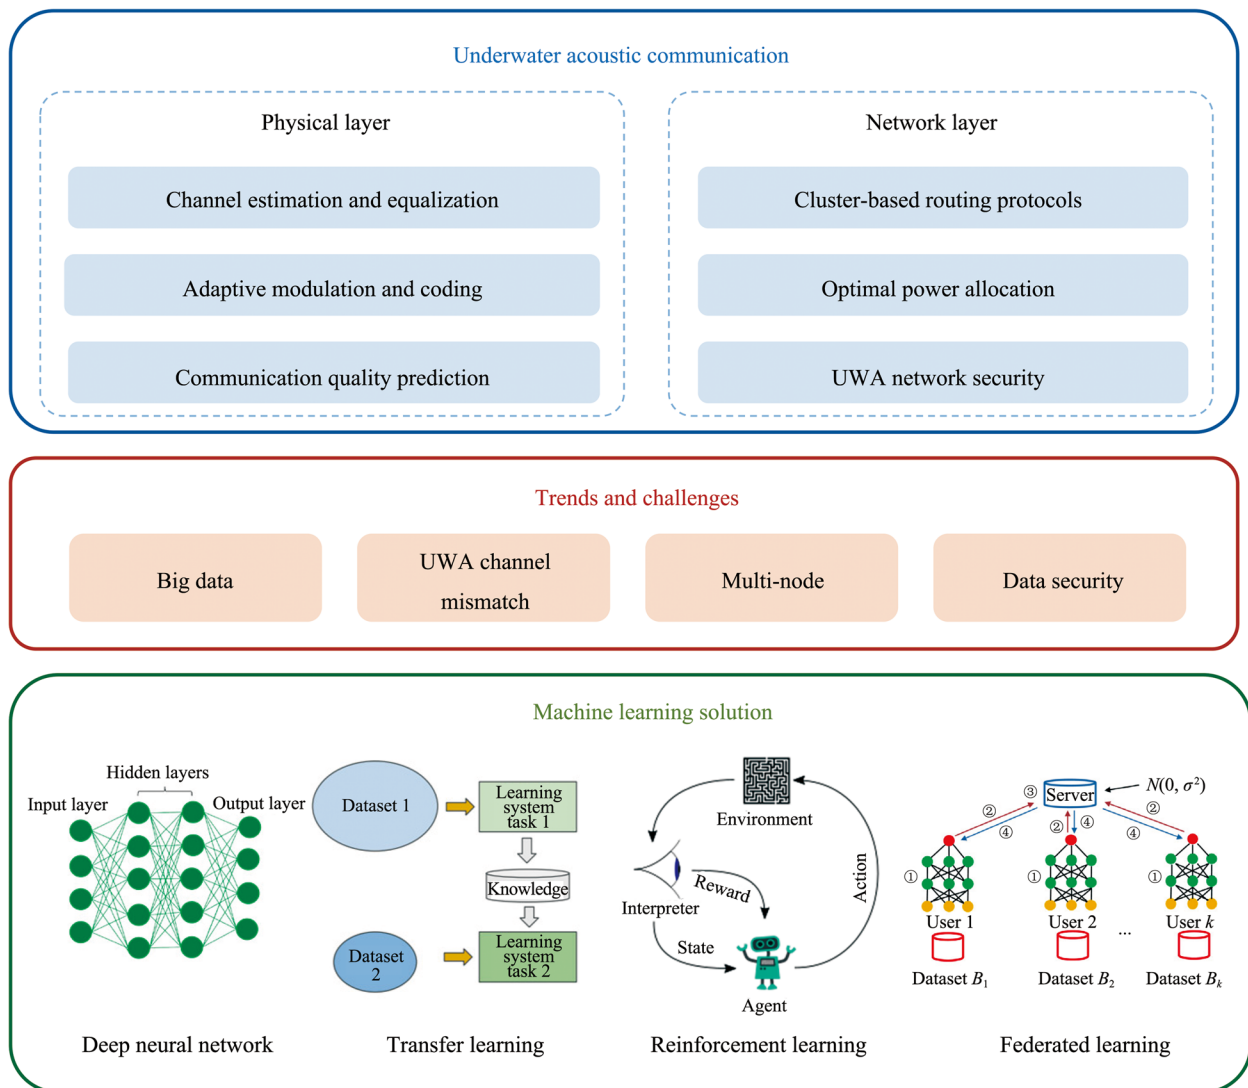 Underwater acoustic communication
Physical layer
Channel estimation and equalization
Adaptive modulation and coding
Communication quality prediction
Network layer
Cluster-based routing protocols
Optimal power allocation
UWA network security
Trends and challenges
Big data
UWA channel
mismatch
Multi-node
Data security
Machine learning solution
Hidden layers
Input layer
Output layer
Deep neural network
Dataset 1
Learning
system
task 1
Knowledge
Dataset
2
Learning
system
task 2
Transfer learning
Environment
Interpreter
Reward
Action
State
Agent
Reinforcement learning
Server
N(0, σ²)
③
②
④
②
④
②
④
①
①
①
User 1
User 2
...
User k
Dataset B₁
Dataset B₂
Dataset Bₖ
Federated learning